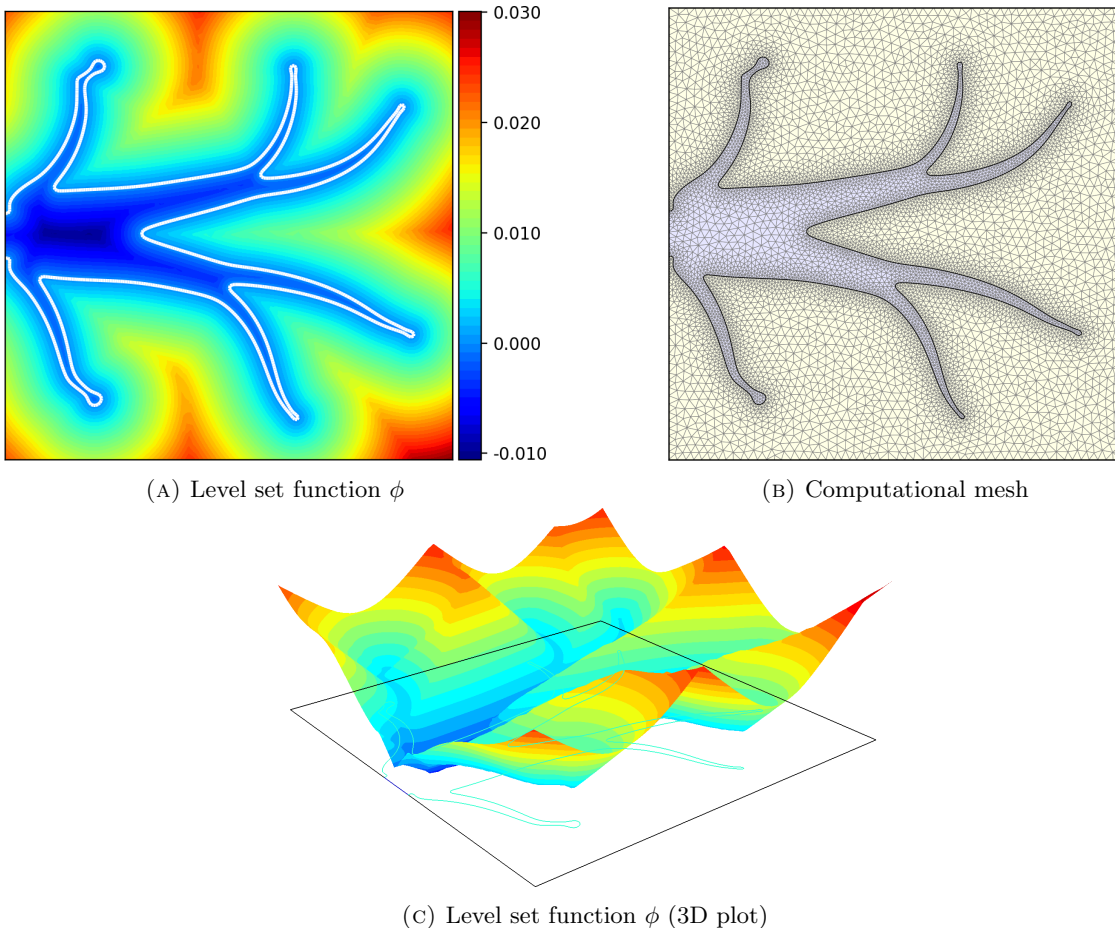 0.030
0.020
0.010
0.000
-0.010
(A) Level set function ϕ
(B) Computational mesh
(C) Level set function ϕ (3D plot)